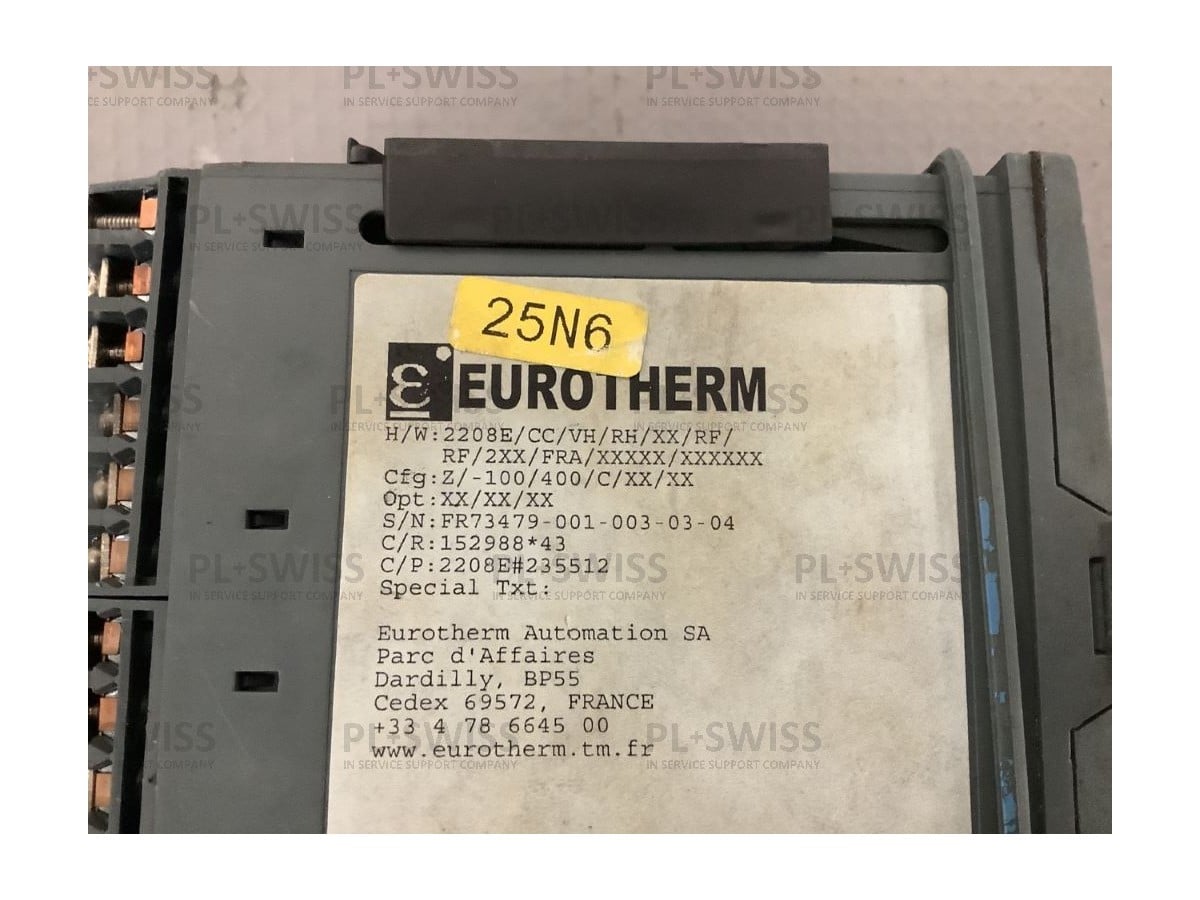 25N6
EUROTHERM
H/W:2208E/CC/VH/RH/XX/RF/
RF/2XX/FRA/XXXXX/XXXXXX
Cfg:Z/-100/400/C/XX/XX
Opt:XX/XX/XX
S/N:FR73479-001-003-03-04
C/R:152988*43
C/P:2208E#235512
Special Txt:
Eurotherm Automation SA
Parc d'Affaires
Dardilly, BP55
Cedex 69572, FRANCE
+33 4 78 6645 00
www.eurotherm.tm.fr
PL+SWISS
IN SERVICE SUPPORT COMPANY